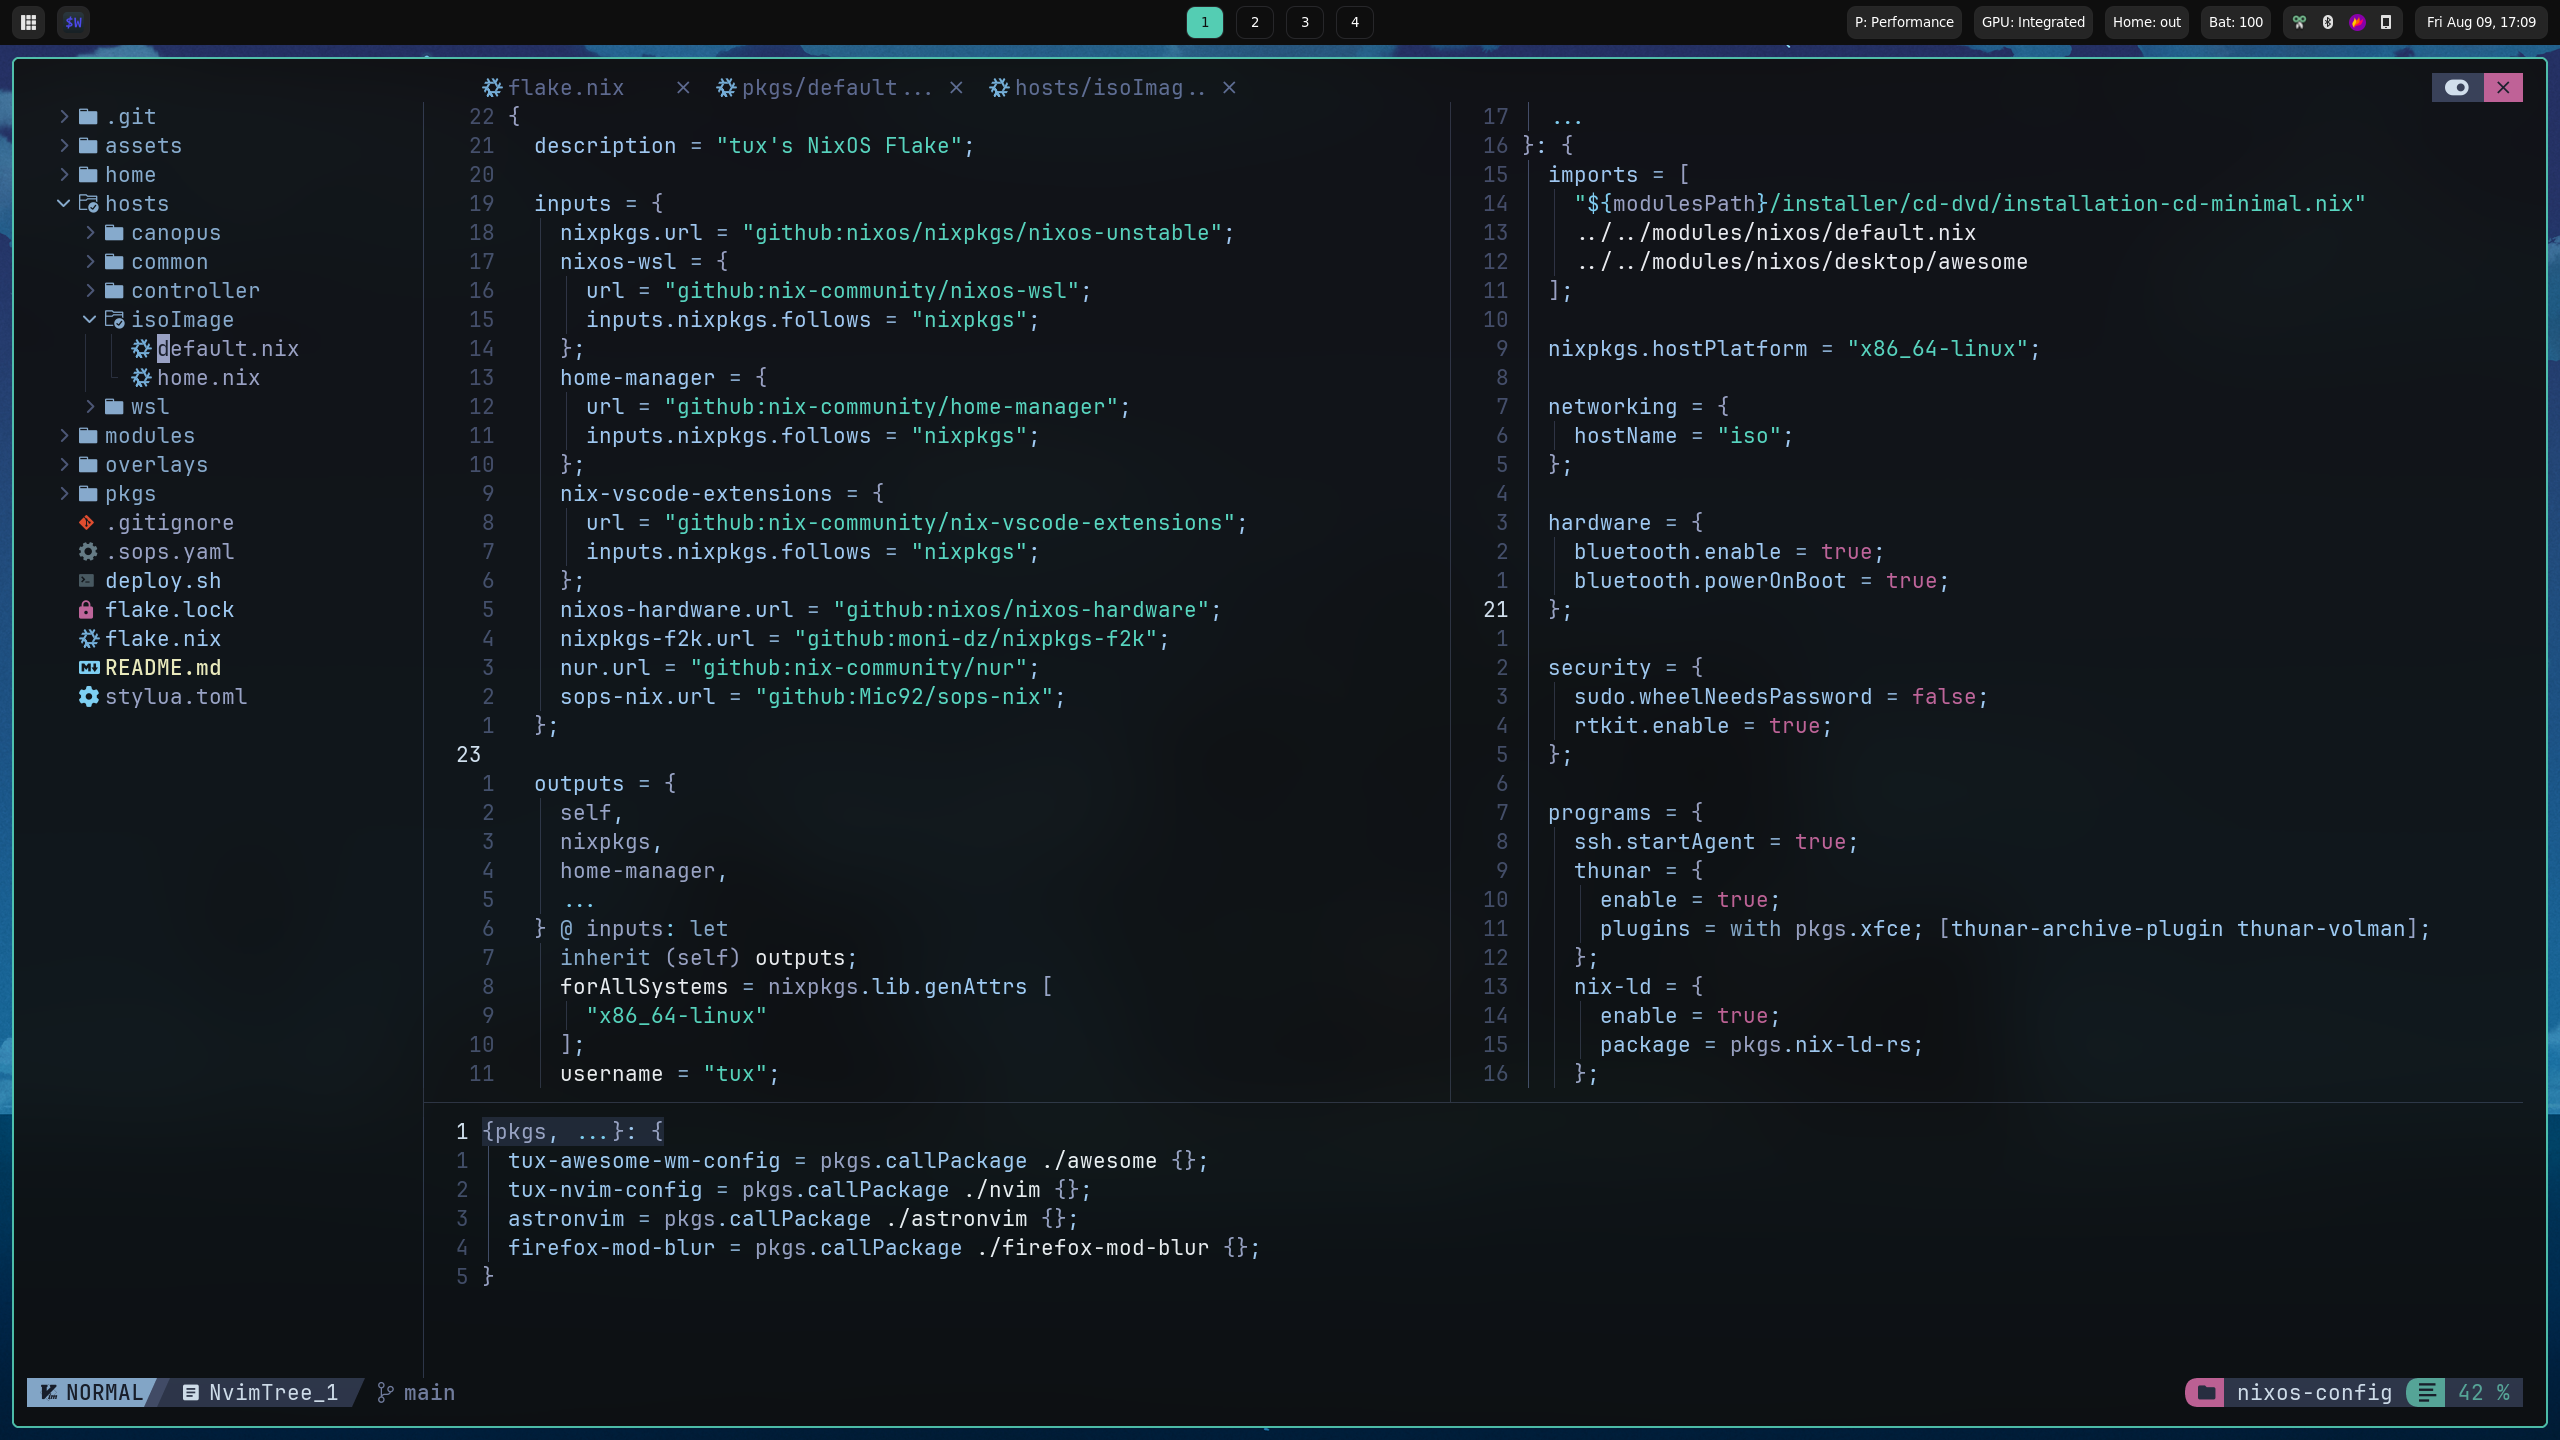 $W
1 2 3 4
P: Performance GPU: Integrated Home: out Bat: 100 Fri Aug 09, 17:09
flake.nix pkgs/default... hosts/isoImag..
.git
assets
home
hosts
canopus
common
controller
isoImage
default.nix
home.nix
wsl
modules
overlays
pkgs
.gitignore
.sops.yaml
deploy.sh
flake.lock
flake.nix
README.md
stylua.toml
22 {
21 description = "tux's NixOS Flake";
20
19 inputs = {
18 nixpkgs.url = "github:nixos/nixpkgs/nixos-unstable";
17 nixos-wsl = {
16 url = "github:nix-community/nixos-wsl";
15 inputs.nixpkgs.follows = "nixpkgs";
14 };
13 home-manager = {
12 url = "github:nix-community/home-manager";
11 inputs.nixpkgs.follows = "nixpkgs";
10 };
9 nix-vscode-extensions = {
8 url = "github:nix-community/nix-vscode-extensions";
7 inputs.nixpkgs.follows = "nixpkgs";
6 };
5 nixos-hardware.url = "github:nixos/nixos-hardware";
4 nixpkgs-f2k.url = "github:moni-dz/nixpkgs-f2k";
3 nur.url = "github:nix-community/nur";
2 sops-nix.url = "github:Mic92/sops-nix";
1 };
23
1 outputs = {
2 self,
3 nixpkgs,
4 home-manager,
5 ...
6 } @ inputs: let
7 inherit (self) outputs;
8 forAllSystems = nixpkgs.lib.genAttrs [
9 "x86_64-linux"
10 ];
11 username = "tux";
17 ...
16 }: {
15 imports = [
14 "${modulesPath}/installer/cd-dvd/installation-cd-minimal.nix"
13 ../../modules/nixos/default.nix
12 ../../modules/nixos/desktop/awesome
11 ];
10
9 nixpkgs.hostPlatform = "x86_64-linux";
8
7 networking = {
6 hostName = "iso";
5 };
4
3 hardware = {
2 bluetooth.enable = true;
1 bluetooth.powerOnBoot = true;
21 };
1
2 security = {
3 sudo.wheelNeedsPassword = false;
4 rtkit.enable = true;
5 };
6
7 programs = {
8 ssh.startAgent = true;
9 thunar = {
10 enable = true;
11 plugins = with pkgs.xfce; [thunar-archive-plugin thunar-volman];
12 };
13 nix-ld = {
14 enable = true;
15 package = pkgs.nix-ld-rs;
16 };
1 {pkgs, ...}: {
1 tux-awesome-wm-config = pkgs.callPackage ./awesome {};
2 tux-nvim-config = pkgs.callPackage ./nvim {};
3 astronvim = pkgs.callPackage ./astronvim {};
4 firefox-mod-blur = pkgs.callPackage ./firefox-mod-blur {};
5 }
NORMAL NvimTree_1 main nixos-config 42 %